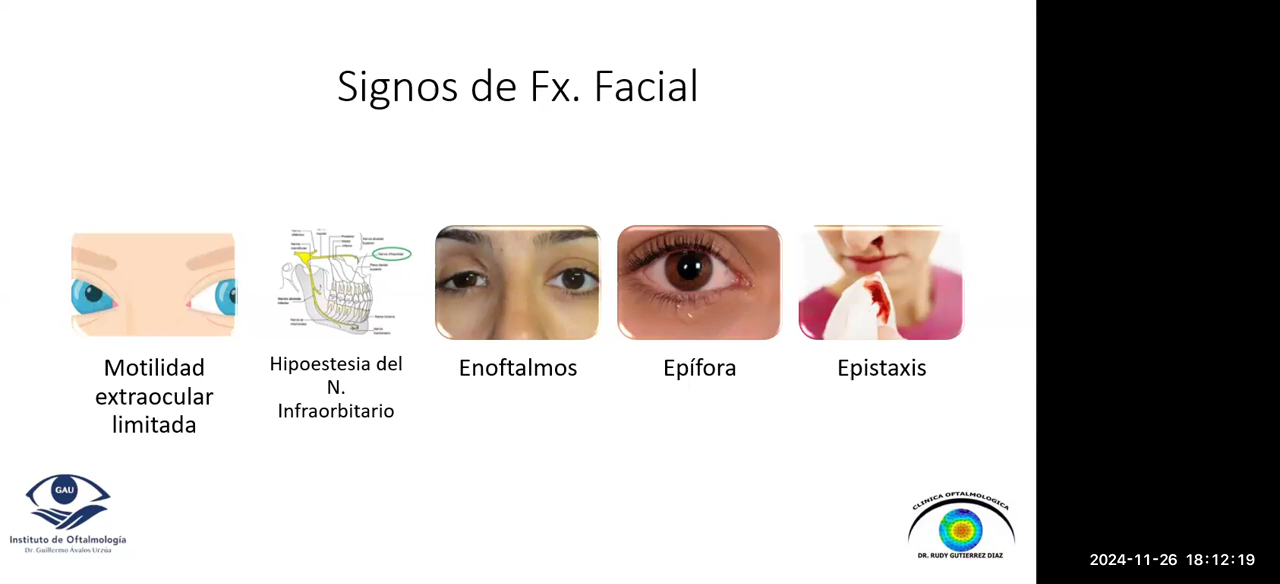 Signos de Fx. Facial
Motilidad
extraocular
limitada
Hipoestesia del
N.
Infraorbitario
Enoftalmos
Epífora
Epistaxis
GAU
Instituto de Oftalmología
Dr. Guillermo Avalos Urzúa
CLINICA OFTALMOLOGICA
DR. RUDY GUTIERREZ DIAZ
2024-11-26 18:12:19